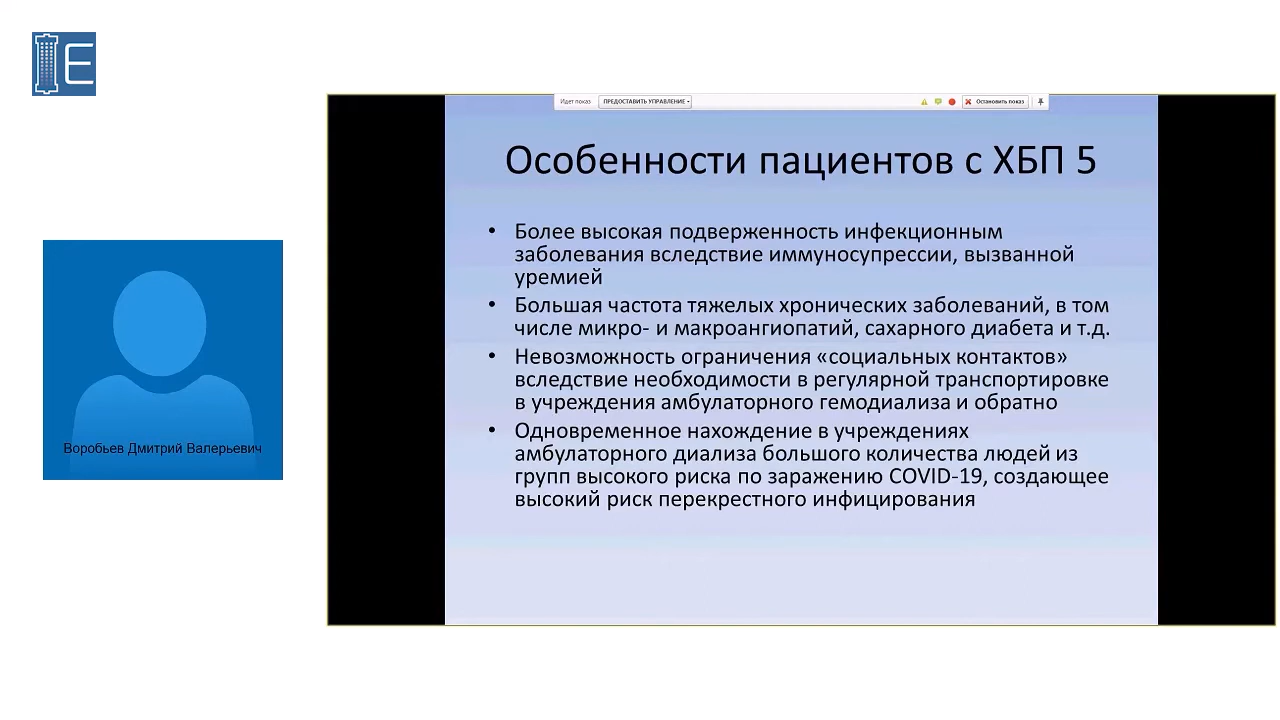 IE
Идет показ
ПРЕДОСТАВИТЬ УПРАВЛЕНИЕ
Остановить показ
Особенности пациентов с ХБП 5
• Более высокая подверженность инфекционным
заболевания вследствие иммуносупрессии, вызванной
уремией
• Большая частота тяжелых хронических заболеваний, в том
числе микро- и макроангиопатий, сахарного диабета и т.д.
• Невозможность ограничения «социальных контактов»
вследствие необходимости в регулярной транспортировке
в учреждения амбулаторного гемодиализа и обратно
• Одновременное нахождение в учреждениях
амбулаторного диализа большого количества людей из
групп высокого риска по заражению COVID-19, создающее
высокий риск перекрестного инфицирования
Воробьев Дмитрий Валерьевич